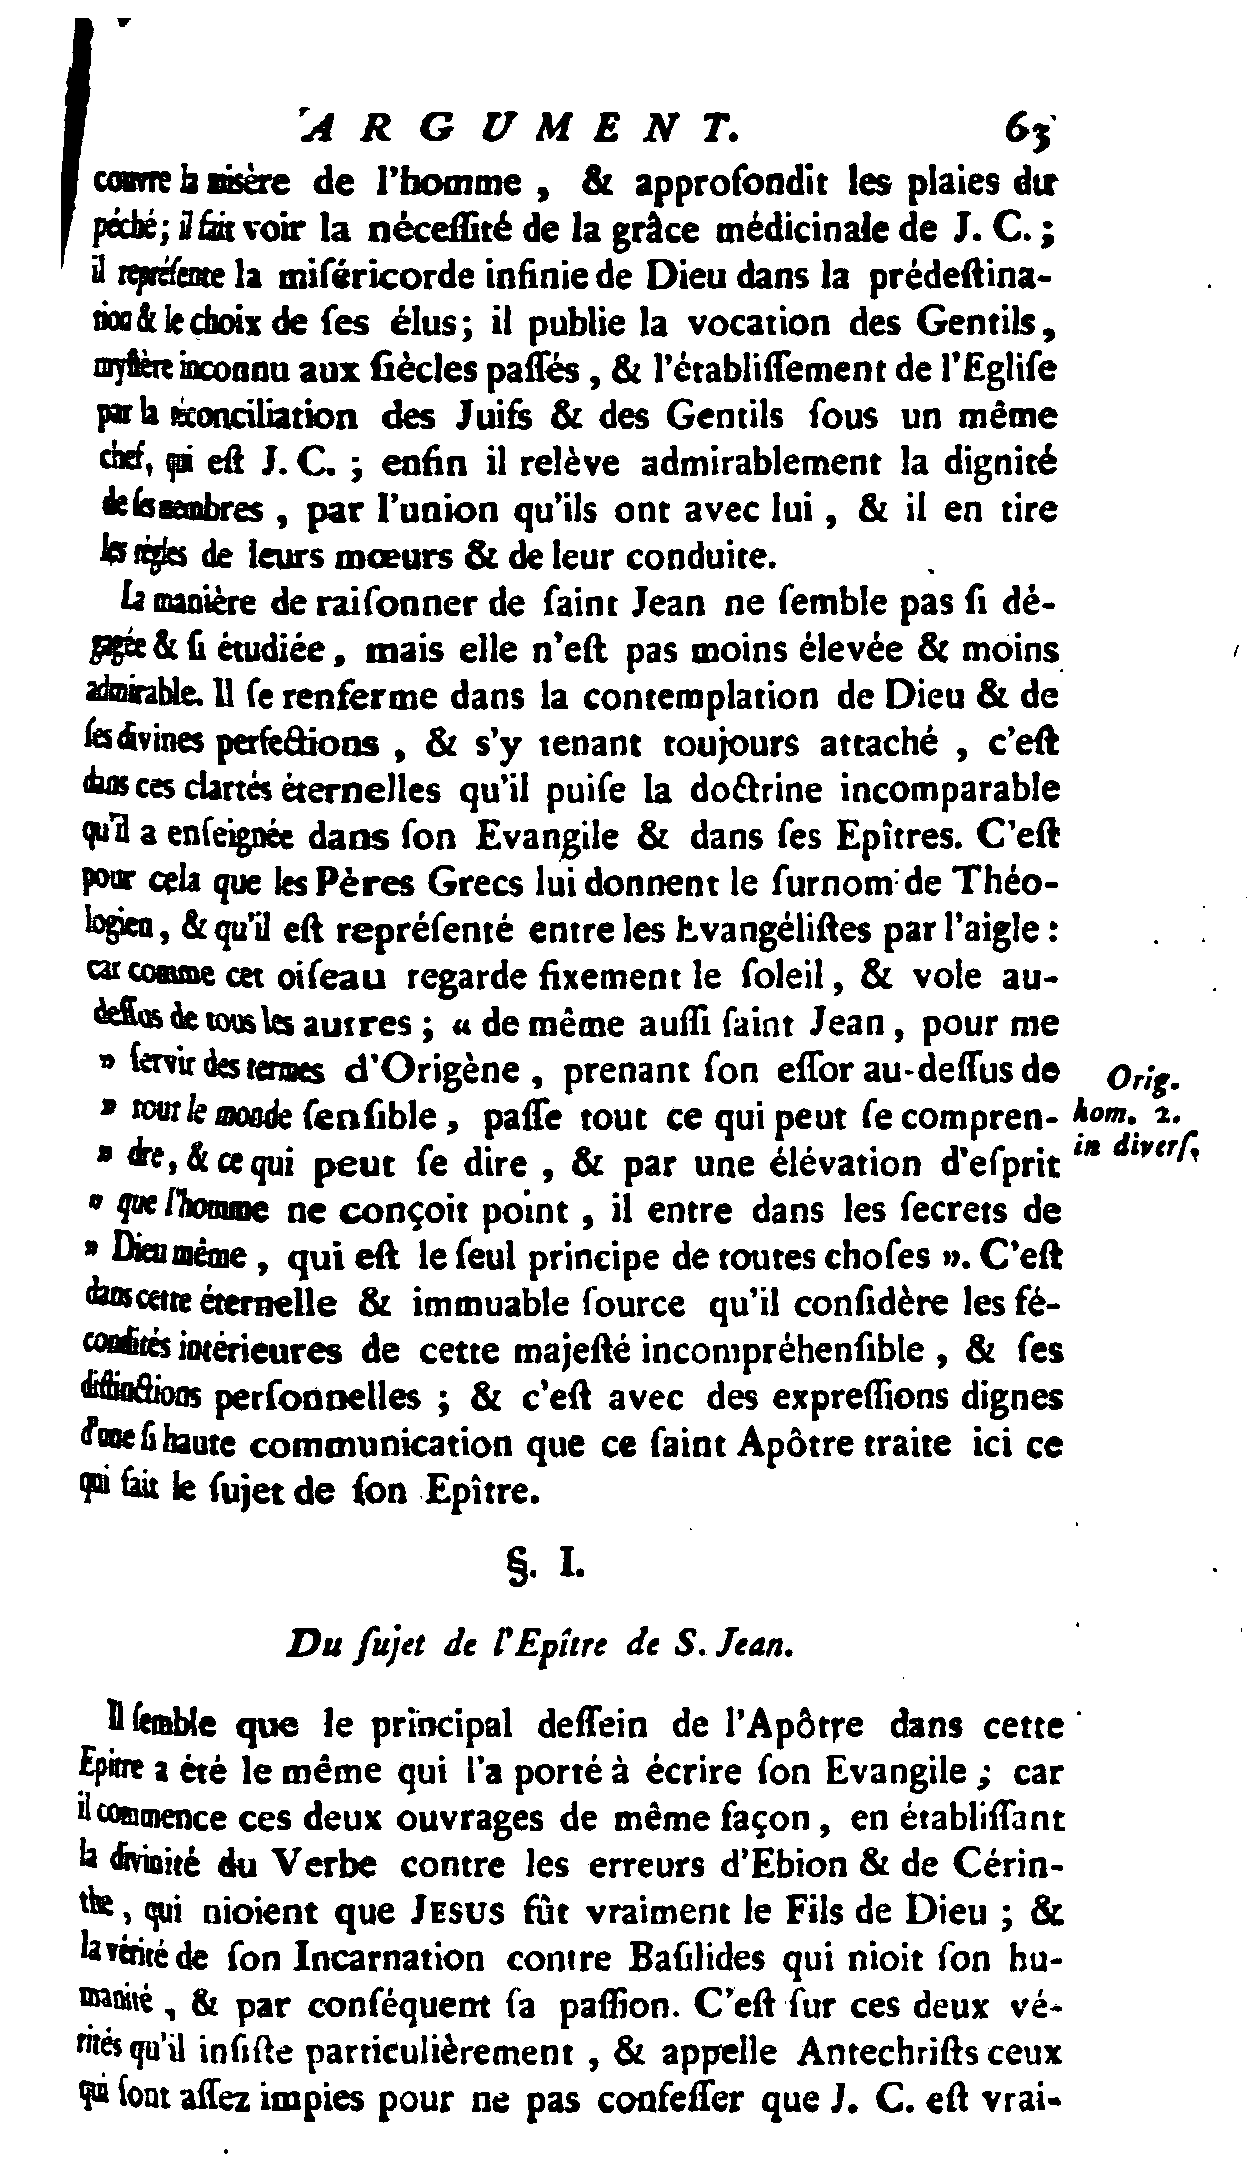 ARGUMENT. 63
couvre la misère de l'homme, & approfondit les plaies du
péché; il fait voir la nécessité de la grâce médicinale de J. C. ;
il repréſente la miſéricorde infinie de Dieu dans la prédeſtina-
tion & le choix de ſes élus; il publie la vocation des Gentils,
myſtère inconnu aux ſiècles paſſés, & l'établiſſement de l'Egliſe
par la réconciliation des Juifs & des Gentils ſous un même
chef, qui eſt J. C. ; enfin il relève admirablement la dignité
de ſes membres, par l'union qu'ils ont avec lui, & il en tire
les règles de leurs mœurs & de leur conduite.
La manière de raiſonner de ſaint Jean ne ſemble pas ſi dé-
gagée & ſi étudiée, mais elle n'eſt pas moins élevée & moins
admirable. Il ſe renferme dans la contemplation de Dieu & de
ſes divines perfections, & s'y tenant toujours attaché, c'eſt
dans ces clartés éternelles qu'il puiſe la doctrine incomparable
qu'il a enſeignée dans ſon Evangile & dans ſes Epîtres. C'eſt
pour cela que les Pères Grecs lui donnent le ſurnom de Théo-
logien, & qu'il eſt repréſenté entre les Evangéliſtes par l'aigle :
car comme cet oiſeau regarde fixement le ſoleil, & vole au-
deſſus de tous les autres ; « de même auſſi ſaint Jean, pour me
» ſervir des termes d'Origène, prenant ſon eſſor au-deſſus de
» tout le monde ſenſible, paſſe tout ce qui peut ſe compren-
» dre, & ce qui peut ſe dire, & par une élévation d'eſprit
» que l'homme ne conçoit point, il entre dans les ſecrets de
» Dieu même, qui eſt le ſeul principe de toutes choſes ». C'eſt
dans cette éternelle & immuable ſource qu'il conſidère les fé-
condités intérieures de cette majeſté incompréhenſible, & ſes
diſtinctions perſonnelles ; & c'eſt avec des expreſſions dignes
d'une ſi haute communication que ce ſaint Apôtre traite ici ce
qui fait le ſujet de ſon Epître.
Orig.
hom. 2.
in diverſ.
§. I.
Du ſujet de l'Epître de S. Jean.
Il ſemble que le principal deſſein de l'Apôtre dans cette
Epître a été le même qui l'a porté à écrire ſon Evangile ; car
il commence ces deux ouvrages de même façon, en établiſſant
la divinité du Verbe contre les erreurs d'Ebion & de Cérin-
the, qui nioient que JESUS fût vraiment le Fils de Dieu ; &
la vérité de ſon Incarnation contre Baſilides qui nioit ſon hu-
manité, & par conſéquent ſa paſſion. C'eſt ſur ces deux vé-
rités qu'il inſiſte particulièrement, & appelle Antechriſts ceux
qui ſont aſſez impies pour ne pas confeſſer que J. C. eſt vrai-